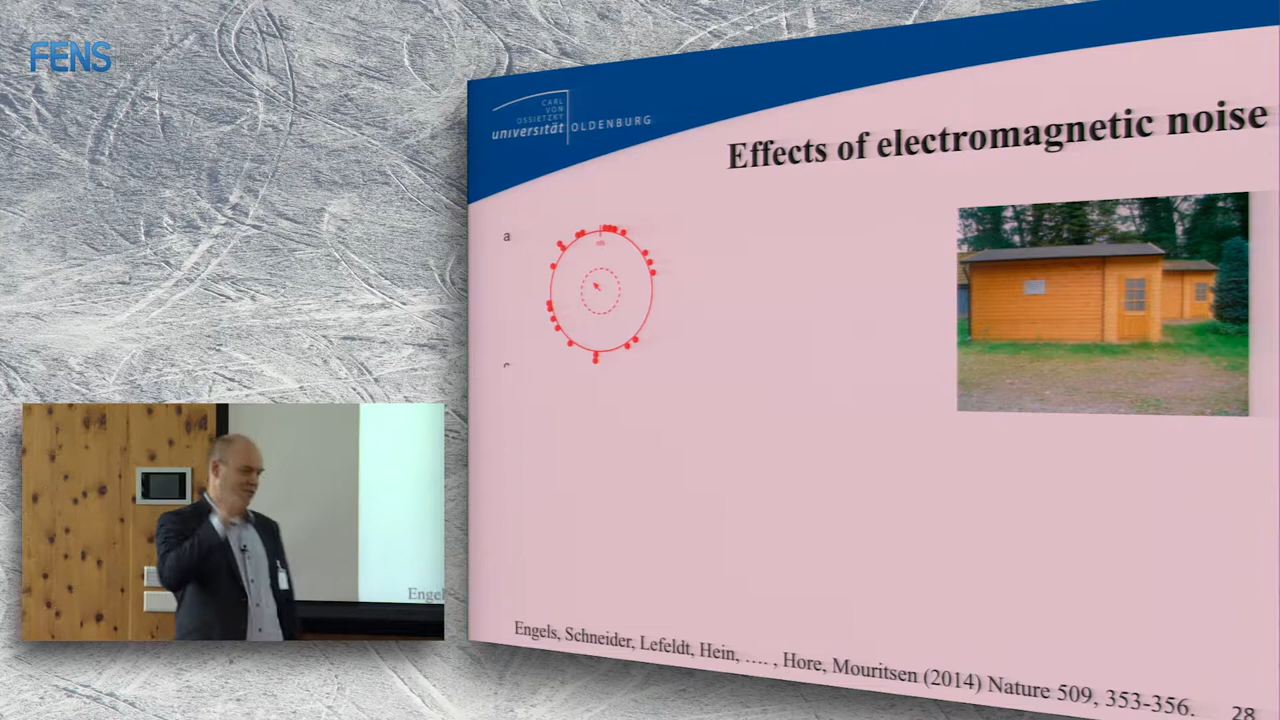 FENS
CARL
VON
OSSIETZKY
universität OLDENBURG
Effects of electromagnetic noise
a
Engels, Schneider, Lefeldt, Hein, .... , Hore, Mouritsen (2014) Nature 509, 353-356.
28
Engel